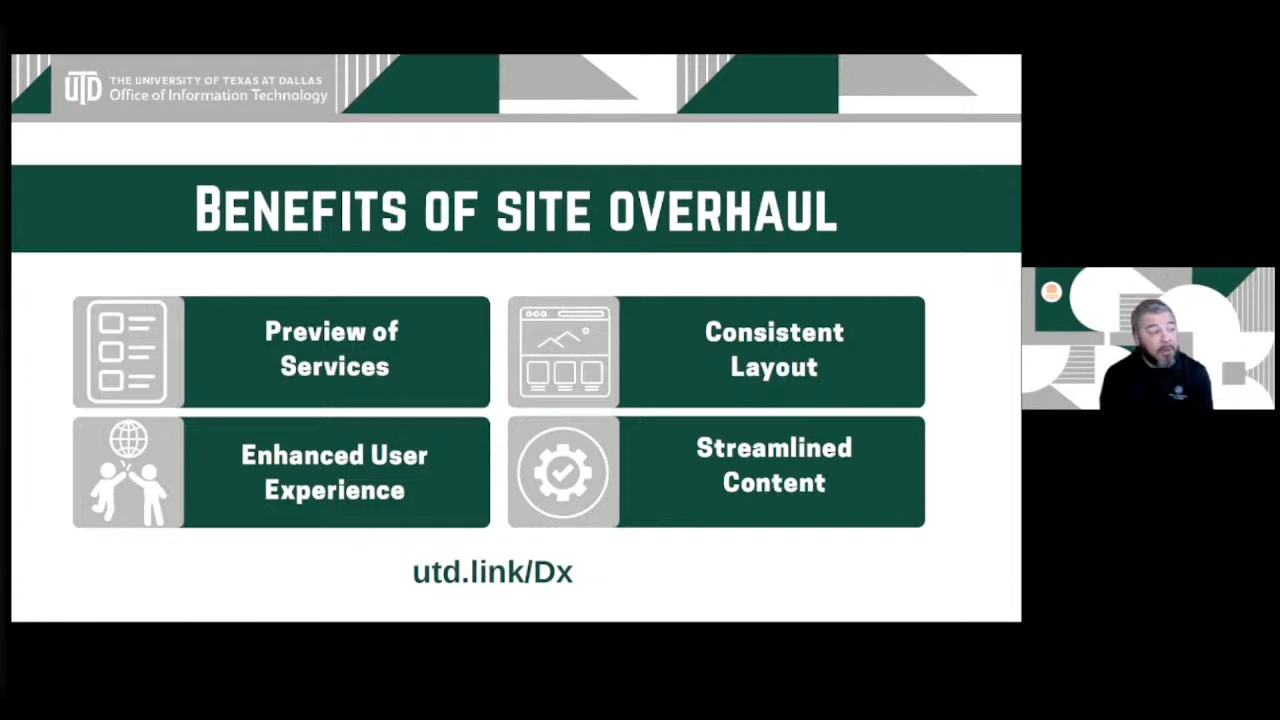 UTD
THE UNIVERSITY OF TEXAS AT DALLAS
Office of Information Technology
BENEFITS OF SITE OVERHAUL
Preview of
Services
Consistent
Layout
Enhanced User
Experience
Streamlined
Content
utd.link/Dx